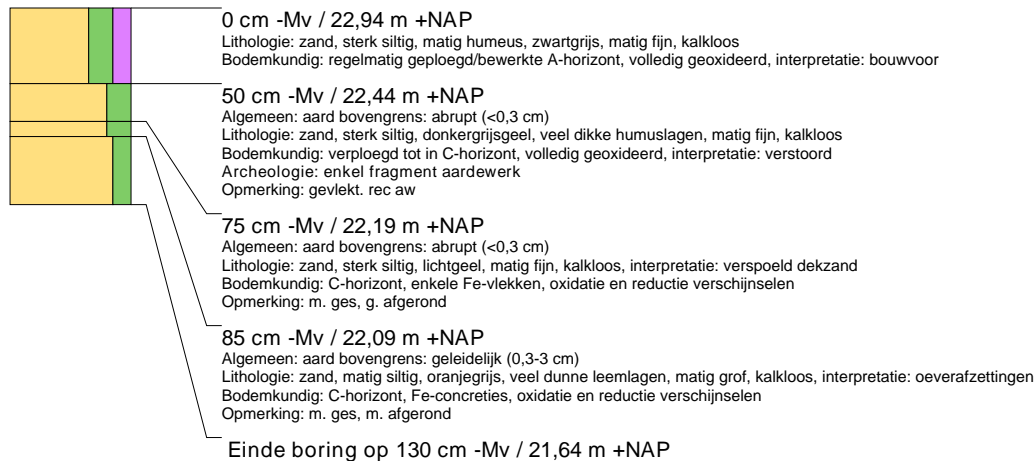 0 cm -Mv / 22,94 m +NAP
Lithologie: zand, sterk siltig, matig humeus, zwartgrijs, matig fijn, kalkloos
Bodemkundig: regelmatig geploegd/bewerkte A-horizont, volledig geoxideerd, interpretatie: bouwvoor
50 cm -Mv / 22,44 m +NAP
Algemeen: aard bovengrens: abrupt (<0,3 cm)
Lithologie: zand, sterk siltig, donkergrijsgeel, veel dikke humuslagen, matig fijn, kalkloos
Bodemkundig: verploegd tot in C-horizont, volledig geoxideerd, interpretatie: verstoord
Archeologie: enkel fragment aardewerk
Opmerking: gevlekt. rec aw
75 cm -Mv / 22,19 m +NAP
Algemeen: aard bovengrens: abrupt (<0,3 cm)
Lithologie: zand, sterk siltig, lichtgeel, matig fijn, kalkloos, interpretatie: verspoeld dekzand
Bodemkundig: C-horizont, enkele Fe-vlekken, oxidatie en reductie verschijnselen
Opmerking: m. ges, g. afgerond
85 cm -Mv / 22,09 m +NAP
Algemeen: aard bovengrens: geleidelijk (0,3-3 cm)
Lithologie: zand, matig siltig, oranjegrijs, veel dunne leemlagen, matig grof, kalkloos, interpretatie: oeverafzettingen
Bodemkundig: C-horizont, Fe-concreties, oxidatie en reductie verschijnselen
Opmerking: m. ges, m. afgerond
Einde boring op 130 cm -Mv / 21,64 m +NAP